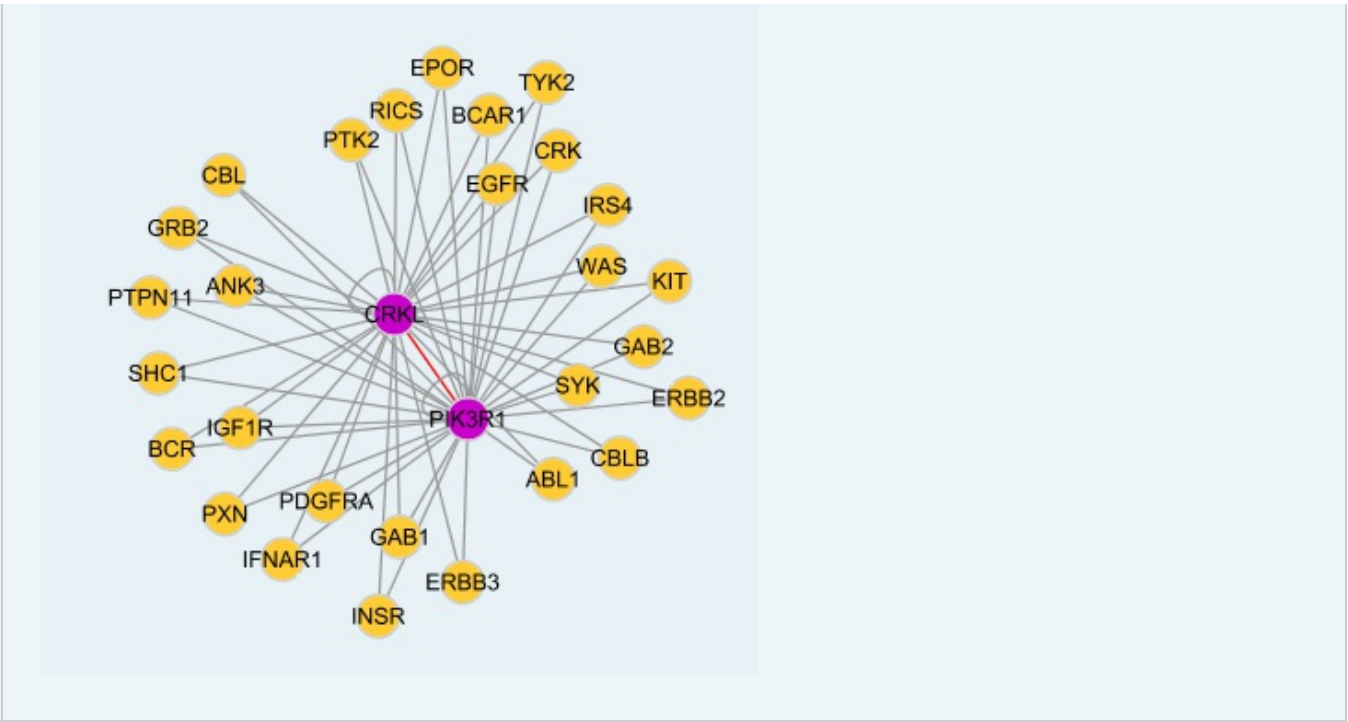 EPOR
TYK2
RICS
BCAR1
PTK2
CRK
CBL
EGFR
IRS4
GRB2
WAS
KIT
ANK3
PTPN11
CRKL
GAB2
SHC1
SYK
ERBB2
PIK3R1
IGF1R
BCR
CBLB
ABL1
PDGFRA
PXN
GAB1
IFNAR1
ERBB3
INSR